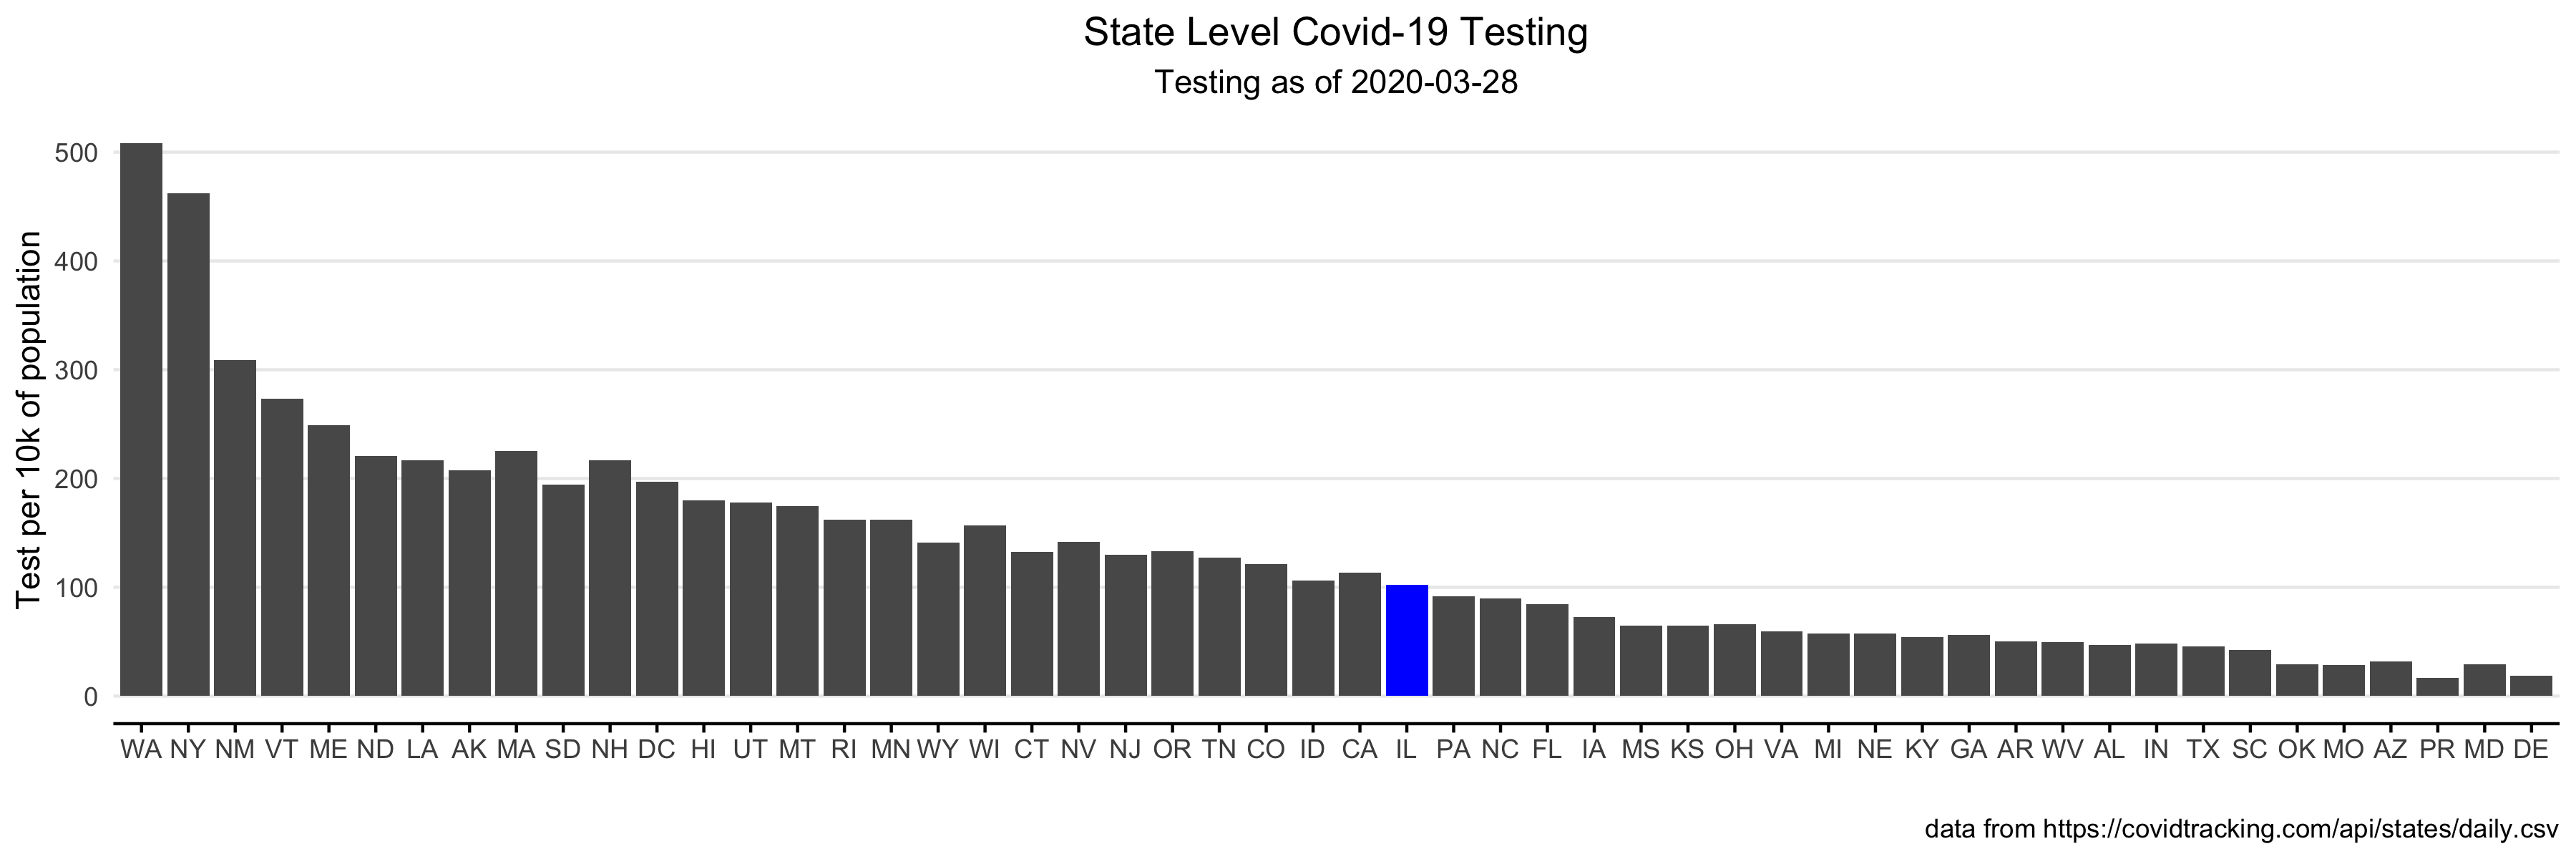 State Level Covid-19 Testing
Testing as of 2020-03-28
Test per 10k of population
500
400
300
200
100
0
WA NY NM VT ME ND LA AK MA SD NH DC HI UT MT RI MN WY WI CT NV NJ OR TN CO ID CA IL PA NC FL IA MS KS OH VA MI NE KY GA AR WV AL IN TX SC OK MO AZ PR MD DE
data from https://covidtracking.com/api/states/daily.csv